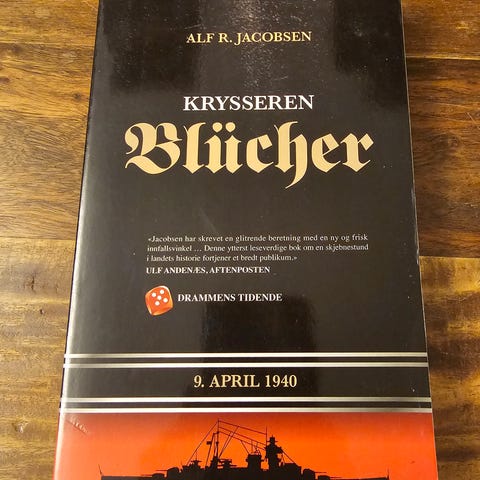 ALF R. JACOBSEN
KRYSSEREN
Blücher
«Jacobsen har skrevet en glitrende beretning med en ny og frisk
innfallsvinkel ... Denne ytterst leseverdige bok om en skjebnestund
i landets historie fortjener et bredt publikum.»
ULF ANDENÆS, AFTENPOSTEN
DRAMMENS TIDENDE
9. APRIL 1940